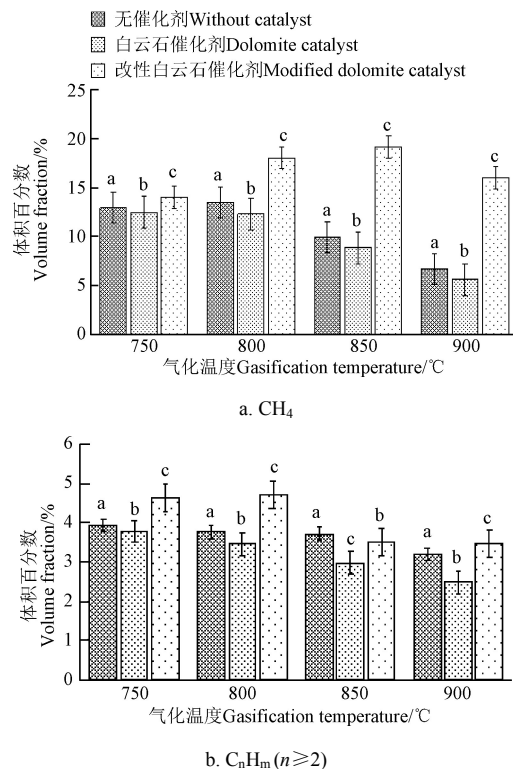 无催化剂Without catalyst
白云石催化剂Dolomite catalyst
改性白云石催化剂Modified dolomite catalyst
体积百分数
Volume fraction/%
25
20
15
10
5
0
a b c
a b c
a b c
a b c
750 800 850 900
气化温度Gasification temperature/℃
a. CH₄
体积百分数
Volume fraction/%
6
5
4
3
2
1
0
a b c
a b c
a c b
a b c
750 800 850 900
气化温度Gasification temperature/℃
b. CₙHₘ(n≥2)